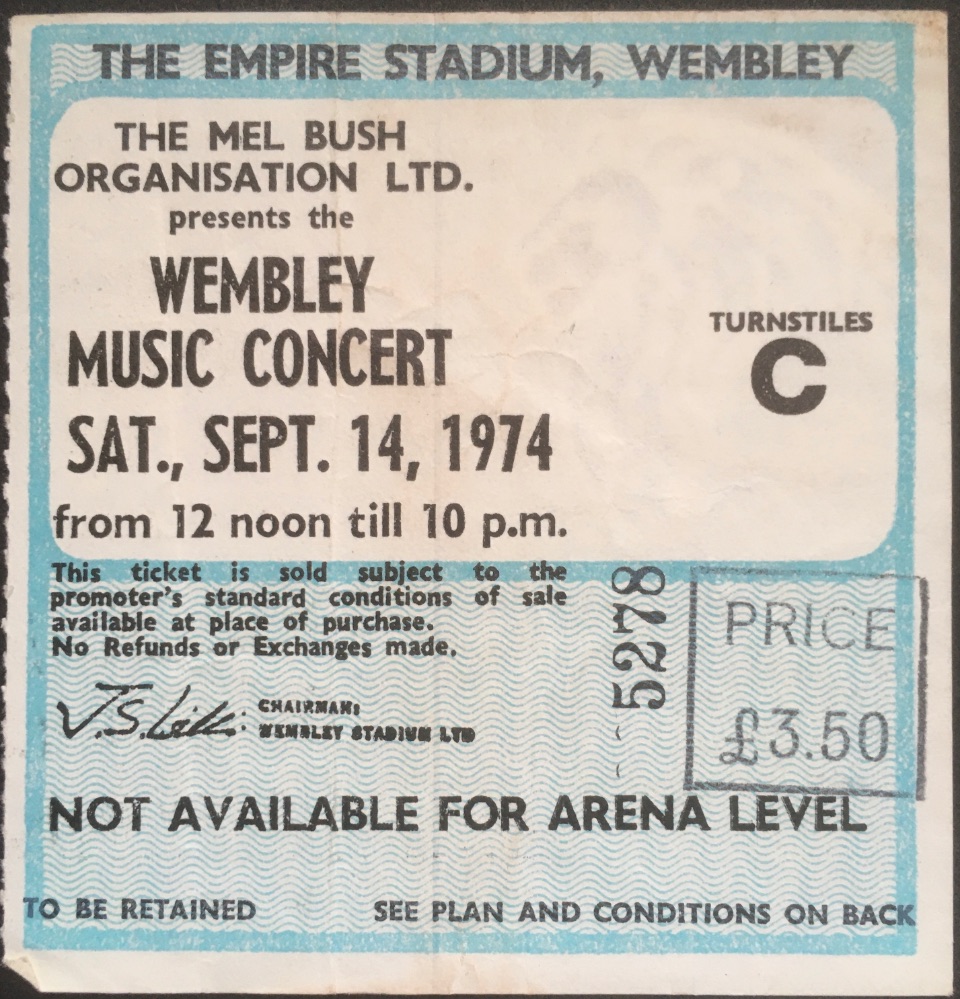 THE EMPIRE STADIUM, WEMBLEY
THE MEL BUSH
ORGANISATION LTD.
presents the
WEMBLEY
MUSIC CONCERT
SAT., SEPT. 14, 1974
from 12 noon till 10 p.m.
TURNSTILES
C
This ticket is sold subject to the
promoter's standard conditions of sale
available at place of purchase.
No Refunds or Exchanges made.
CHAIRMAN:
WEMBLEY STADIUM LTD
5278
PRICE
£3.50
NOT AVAILABLE FOR ARENA LEVEL
TO BE RETAINED
SEE PLAN AND CONDITIONS ON BACK